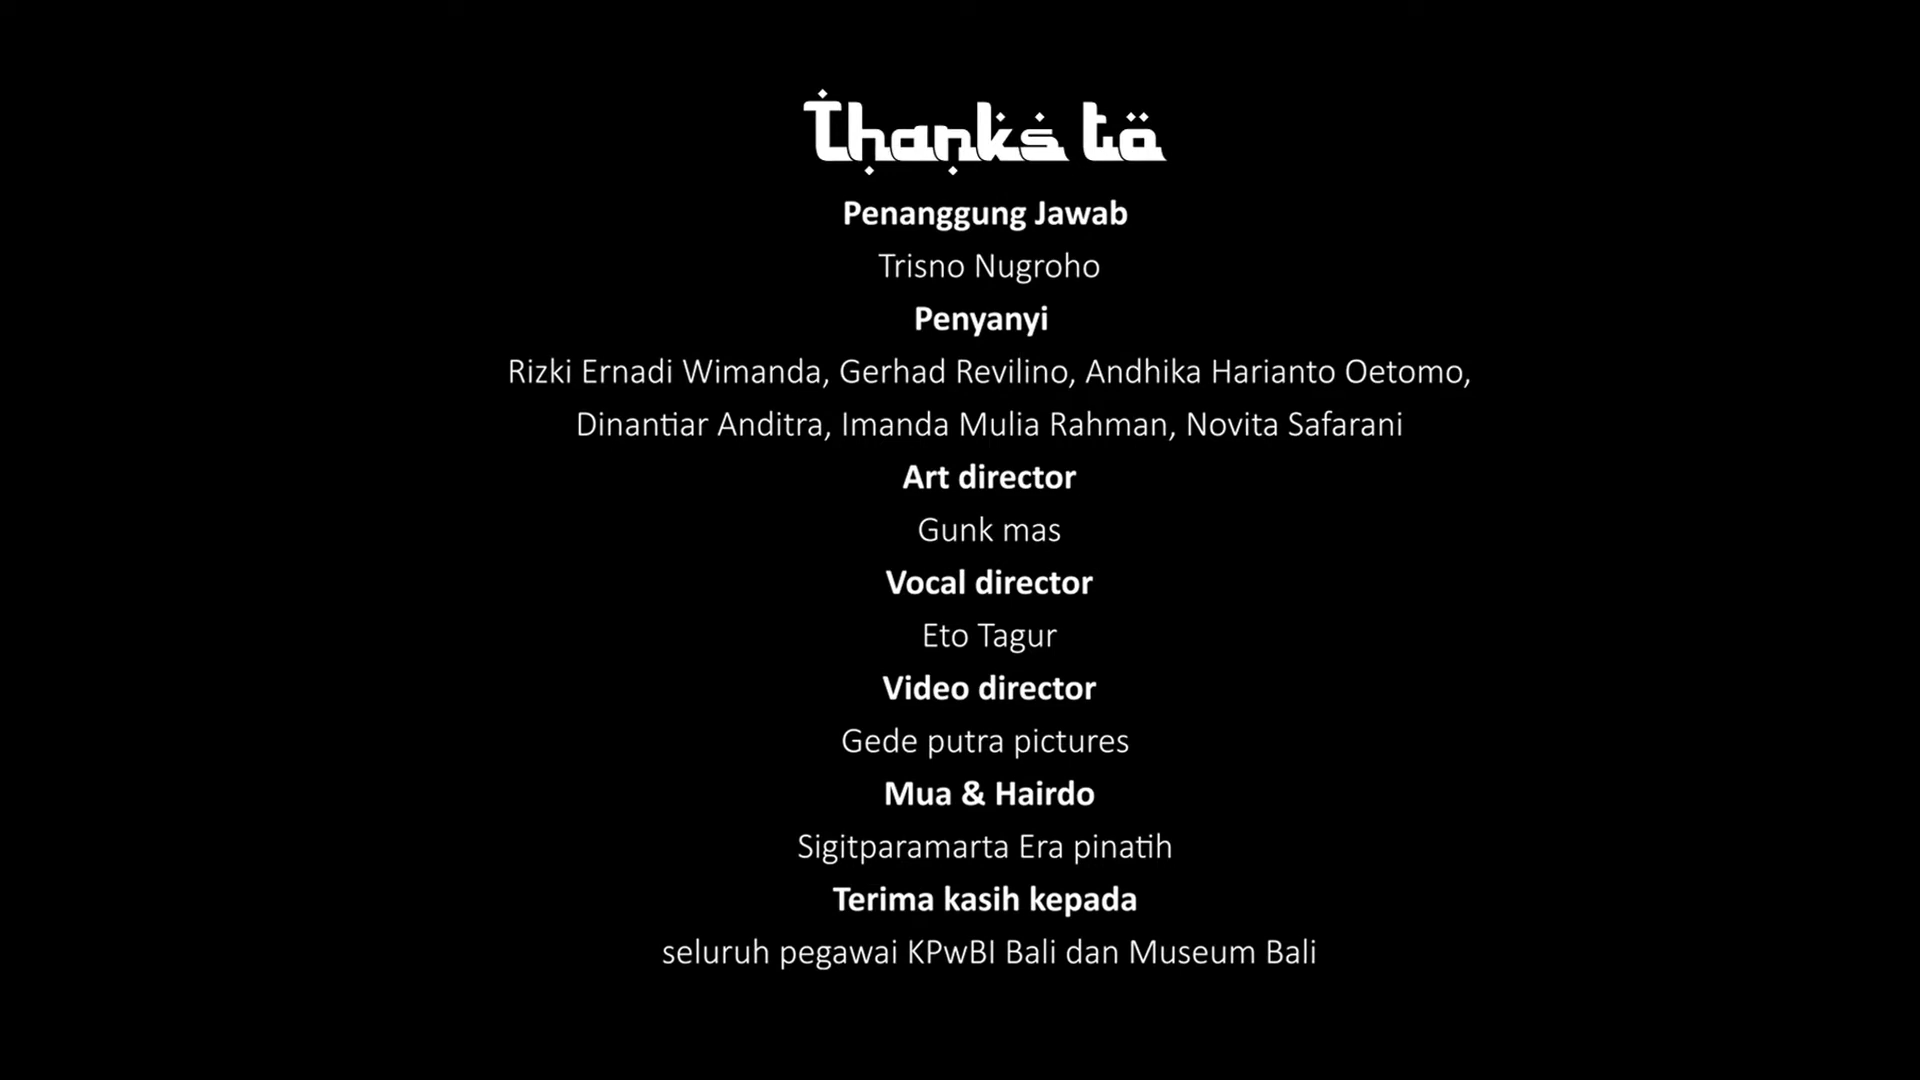 Thanks to
Penanggung Jawab
Trisno Nugroho
Penyanyi
Rizki Ernadi Wimanda, Gerhad Revilino, Andhika Harianto Oetomo,
Dinantiar Anditra, Imanda Mulia Rahman, Novita Safarani
Art director
Gunk mas
Vocal director
Eto Tagur
Video director
Gede putra pictures
Mua & Hairdo
Sigitparamarta Era pinatih
Terima kasih kepada
seluruh pegawai KPwBI Bali dan Museum Bali